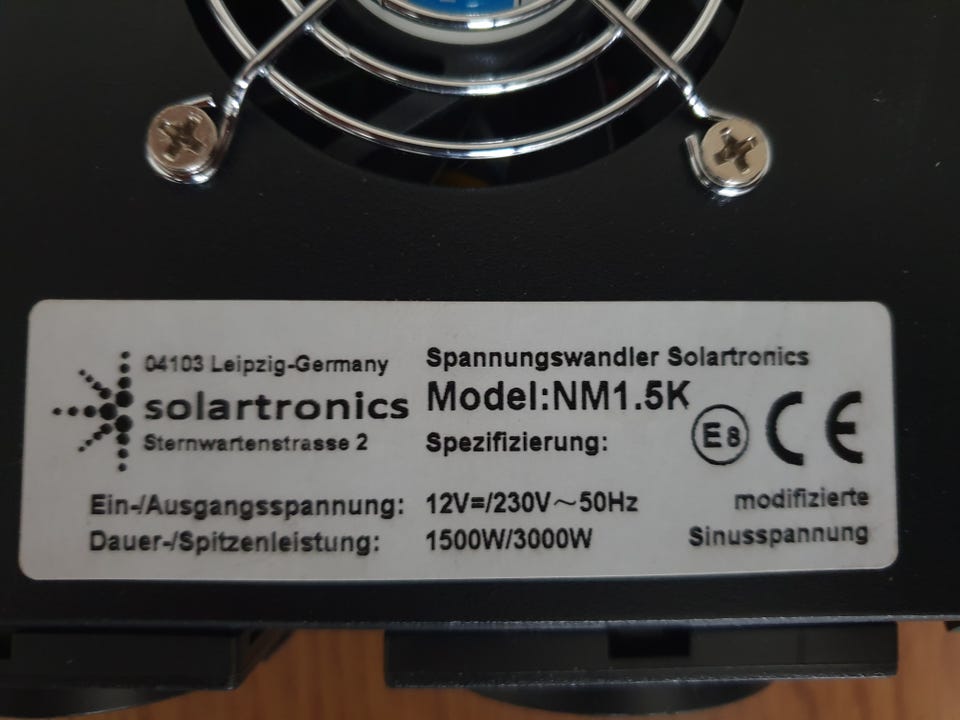 04103 Leipzig-Germany
solartronics
Sternwartenstrasse 2
Spannungswandler Solartronics
Model:NM1.5K
Spezifizierung:
E8 CE
Ein-/Ausgangsspannung: 12V=/230V～50Hz
Dauer-/Spitzenleistung: 1500W/3000W
modifizierte
Sinusspannung